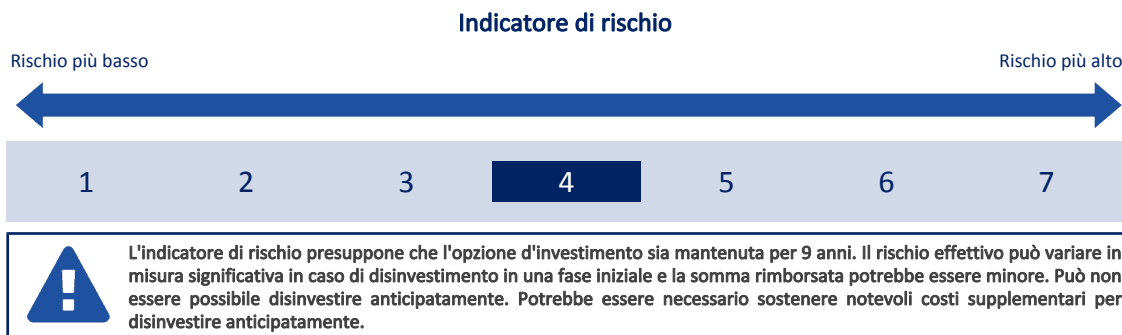 Indicatore di rischio
Rischio più basso
Rischio più alto
1 2 3 4 5 6 7
L'indicatore di rischio presuppone che l'opzione d'investimento sia mantenuta per 9 anni. Il rischio effettivo può variare in
misura significativa in caso di disinvestimento in una fase iniziale e la somma rimborsata potrebbe essere minore. Può non
essere possibile disinvestire anticipatamente. Potrebbe essere necessario sostenere notevoli costi supplementari per
disinvestire anticipatamente.